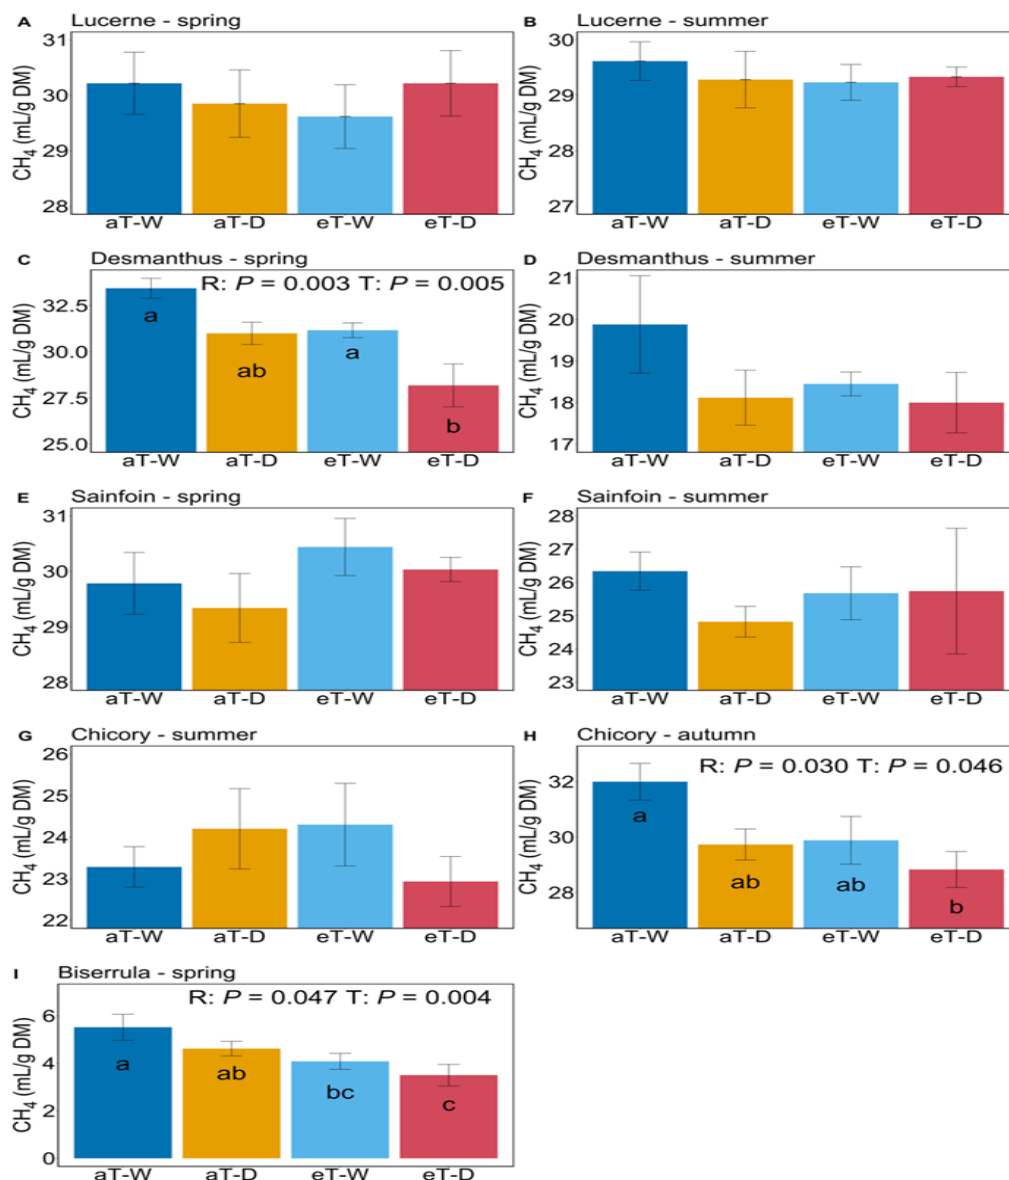 A Lucerne - spring
CH4 (mL/g DM)
31
30
29
28
aT-W aT-D eT-W eT-D
B Lucerne - summer
CH4 (mL/g DM)
30
29
28
27
aT-W aT-D eT-W eT-D
C Desmanthus - spring
R: P = 0.003 T: P = 0.005
CH4 (mL/g DM)
32.5
30.0
27.5
25.0
a ab a b
aT-W aT-D eT-W eT-D
D Desmanthus - summer
CH4 (mL/g DM)
21
20
19
18
17
aT-W aT-D eT-W eT-D
E Sainfoin - spring
CH4 (mL/g DM)
31
30
29
28
aT-W aT-D eT-W eT-D
F Sainfoin - summer
CH4 (mL/g DM)
28
27
26
25
24
23
aT-W aT-D eT-W eT-D
G Chicory - summer
CH4 (mL/g DM)
26
25
24
23
22
aT-W aT-D eT-W eT-D
H Chicory - autumn
R: P = 0.030 T: P = 0.046
CH4 (mL/g DM)
32
30
28
a ab ab b
aT-W aT-D eT-W eT-D
I Biserrula - spring
R: P = 0.047 T: P = 0.004
CH4 (mL/g DM)
6
4
2
0
a ab bc c
aT-W aT-D eT-W eT-D